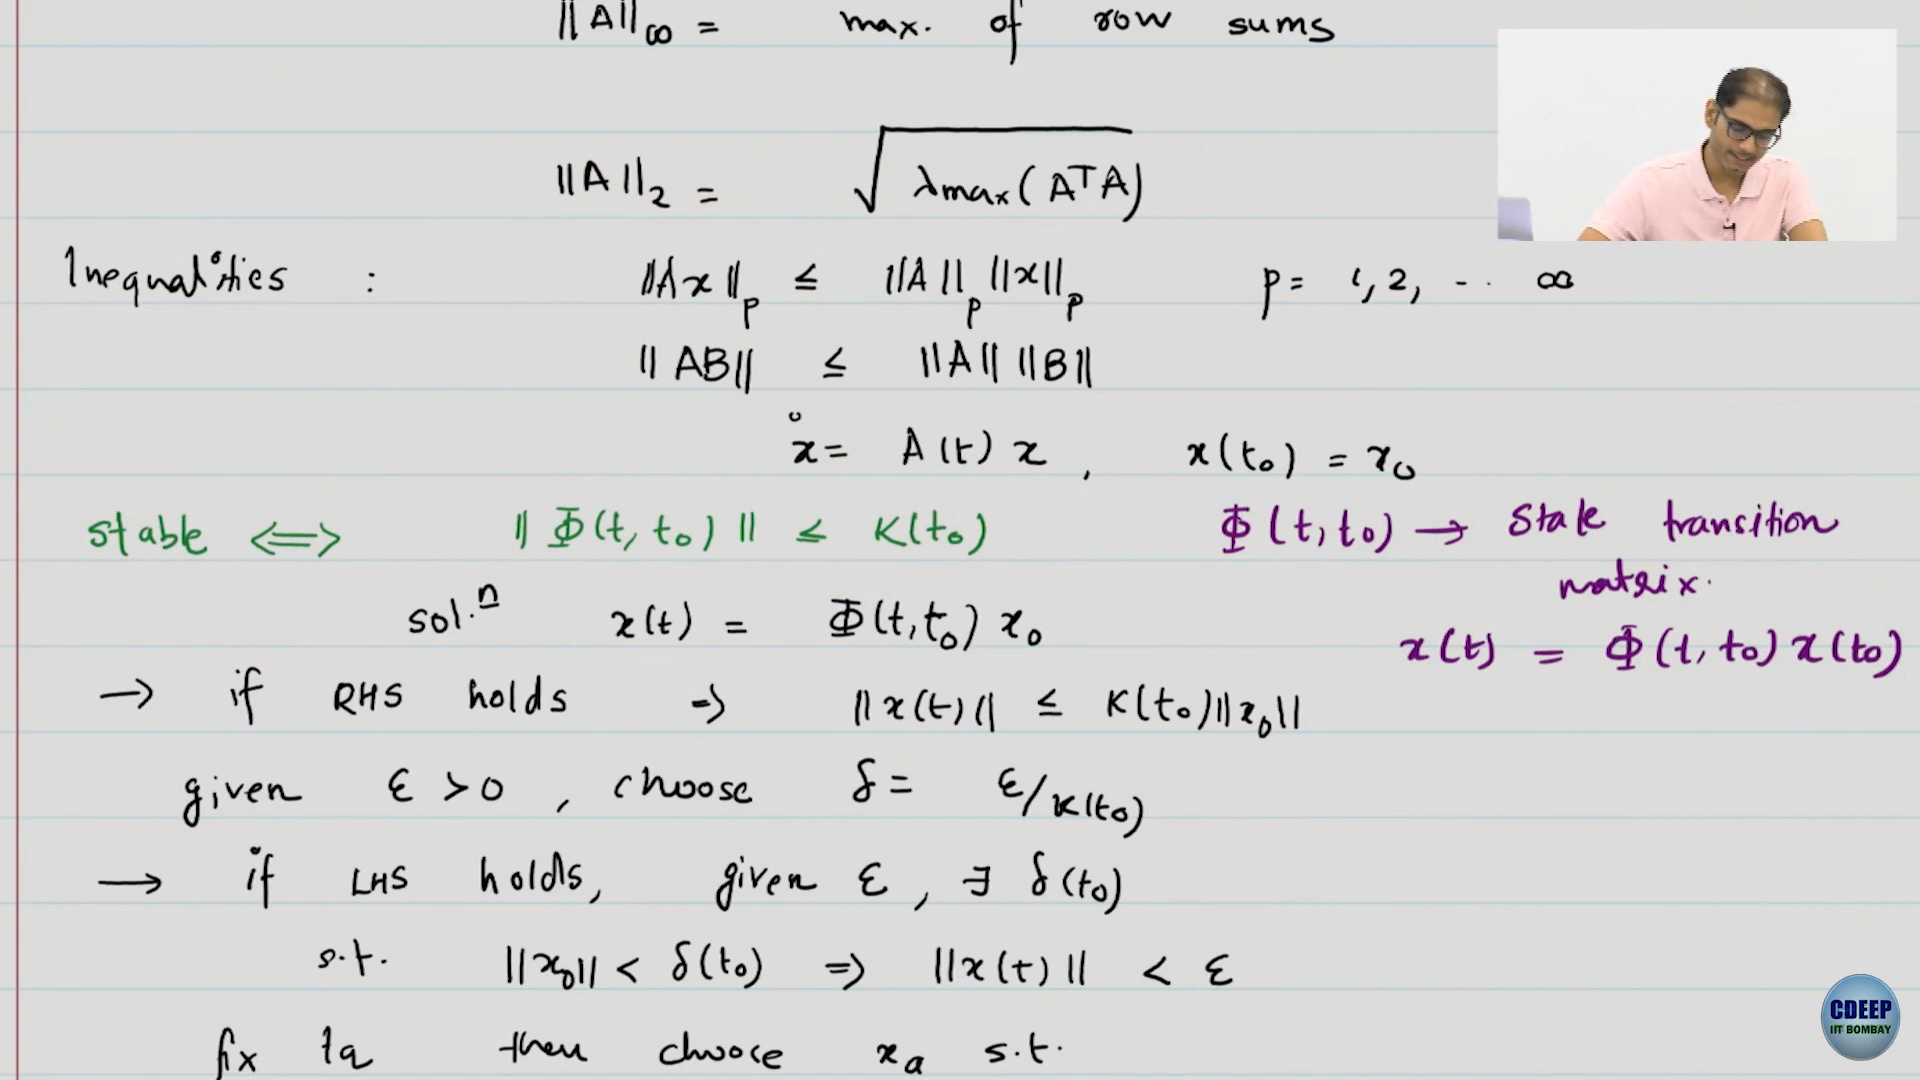 ||A||∞ = max. of row sums
||A||₂ = √λmax(AᵀA)
Inequalities : ||Ax||p ≤ ||A||p ||x||p p = 1, 2, - - ∞
||AB|| ≤ ||A|| ||B||
ẋ = A(t) x , x(t₀) = x₀
stable <=> || Φ(t, t₀) || ≤ K(t₀)
Φ(t, t₀) → State transition
matrix.
sol.n x(t) = Φ(t, t₀) x₀
x(t) = Φ(t, t₀) x(t₀)
→ if RHS holds => ||x(t)|| ≤ K(t₀)||x₀||
given ε > 0 , choose δ = ε/K(t₀)
→ if LHS holds, given ε , ∃ δ(t₀)
s.t. ||x₀|| < δ(t₀) => ||x(t)|| < ε
fix then choose xa s.t.
CDEEP
IIT BOMBAY